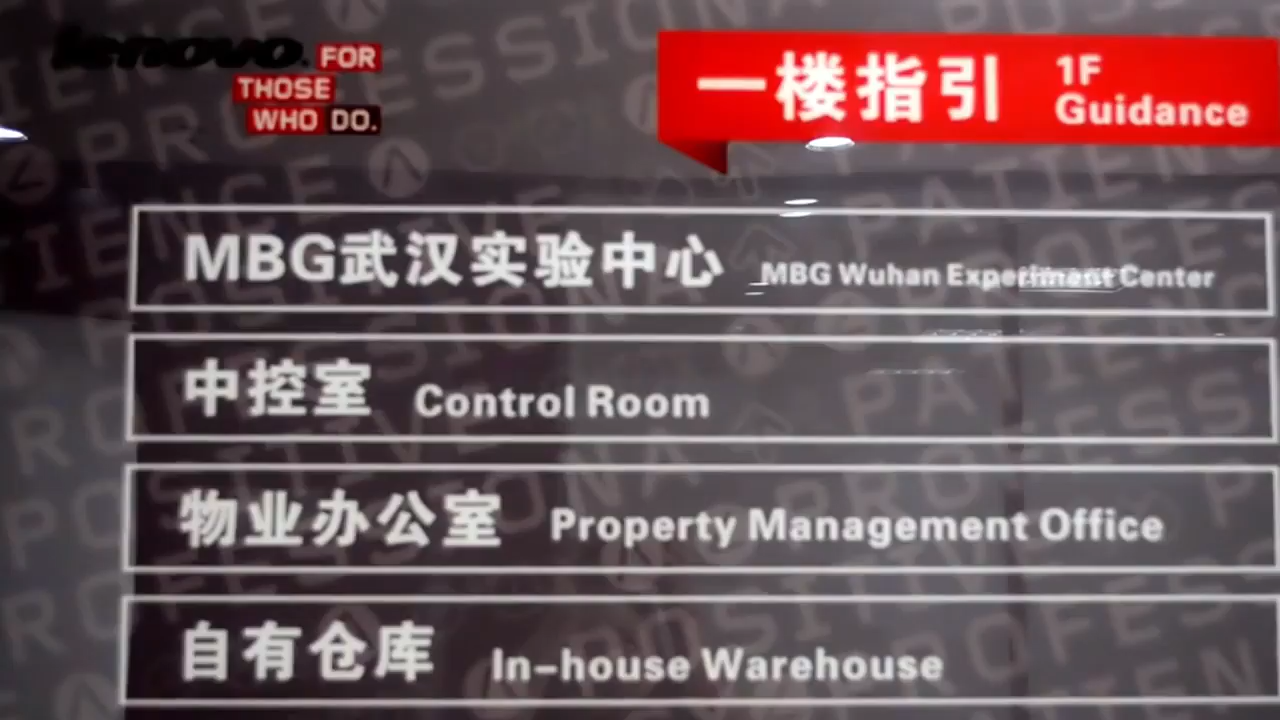 lenovo. FOR
THOSE
WHO DO.
一楼指引 1F
Guidance
MBG武汉实验中心 MBG Wuhan Experiment Center
中控室 Control Room
物业办公室 Property Management Office
自有仓库 In-house Warehouse